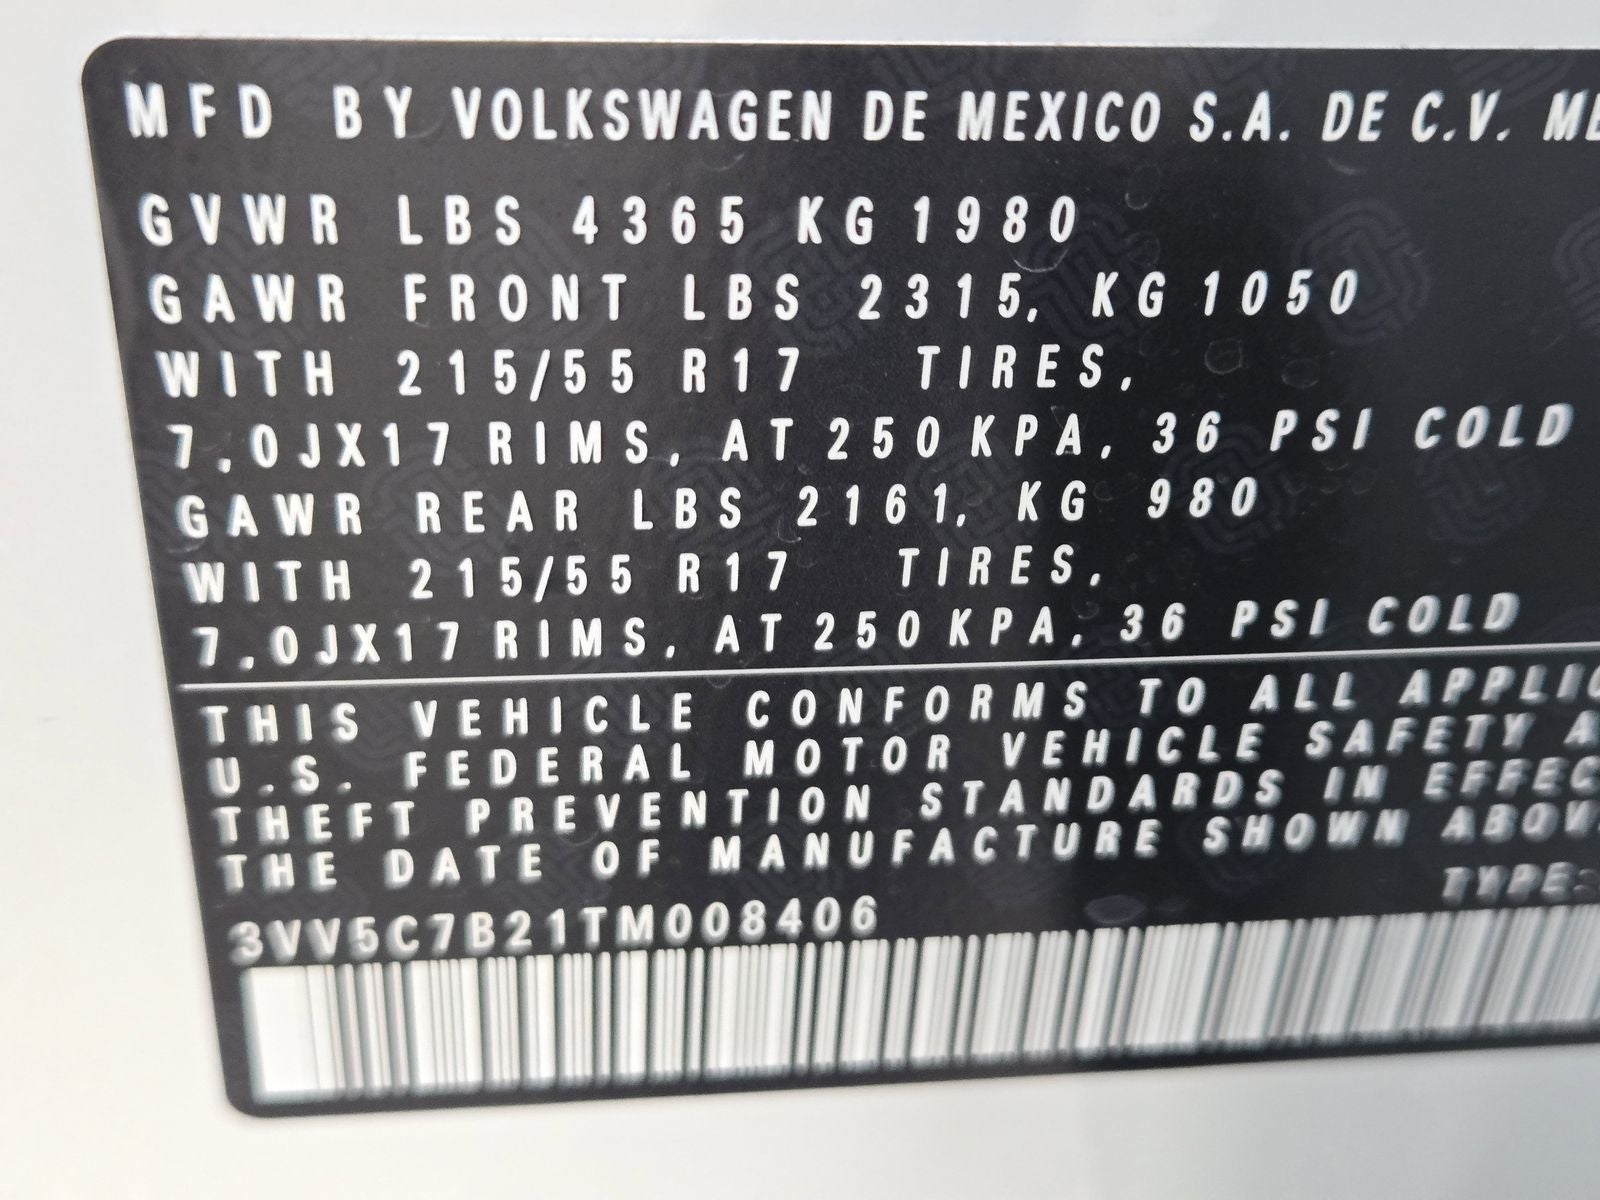 MFD BY VOLKSWAGEN DE MEXICO S.A. DE C.V.
GVWR LBS 4365 KG 1980
GAWR FRONT LBS 2315, KG 1050
WITH 215/55 R17 TIRES,
7,0JX17 RIMS, AT 250 KPA, 36 PSI COLD
GAWR REAR LBS 2161, KG 980
WITH 215/55 R17 TIRES,
7,0JX17 RIMS, AT 250 KPA, 36 PSI COLD
THIS VEHICLE CONFORMS TO ALL
U.S. FEDERAL MOTOR VEHICLE SAFETY
THEFT PREVENTION STANDARDS IN
THE DATE OF MANUFACTURE SHOWN
TYPE:
3VV5C7B21TM008406